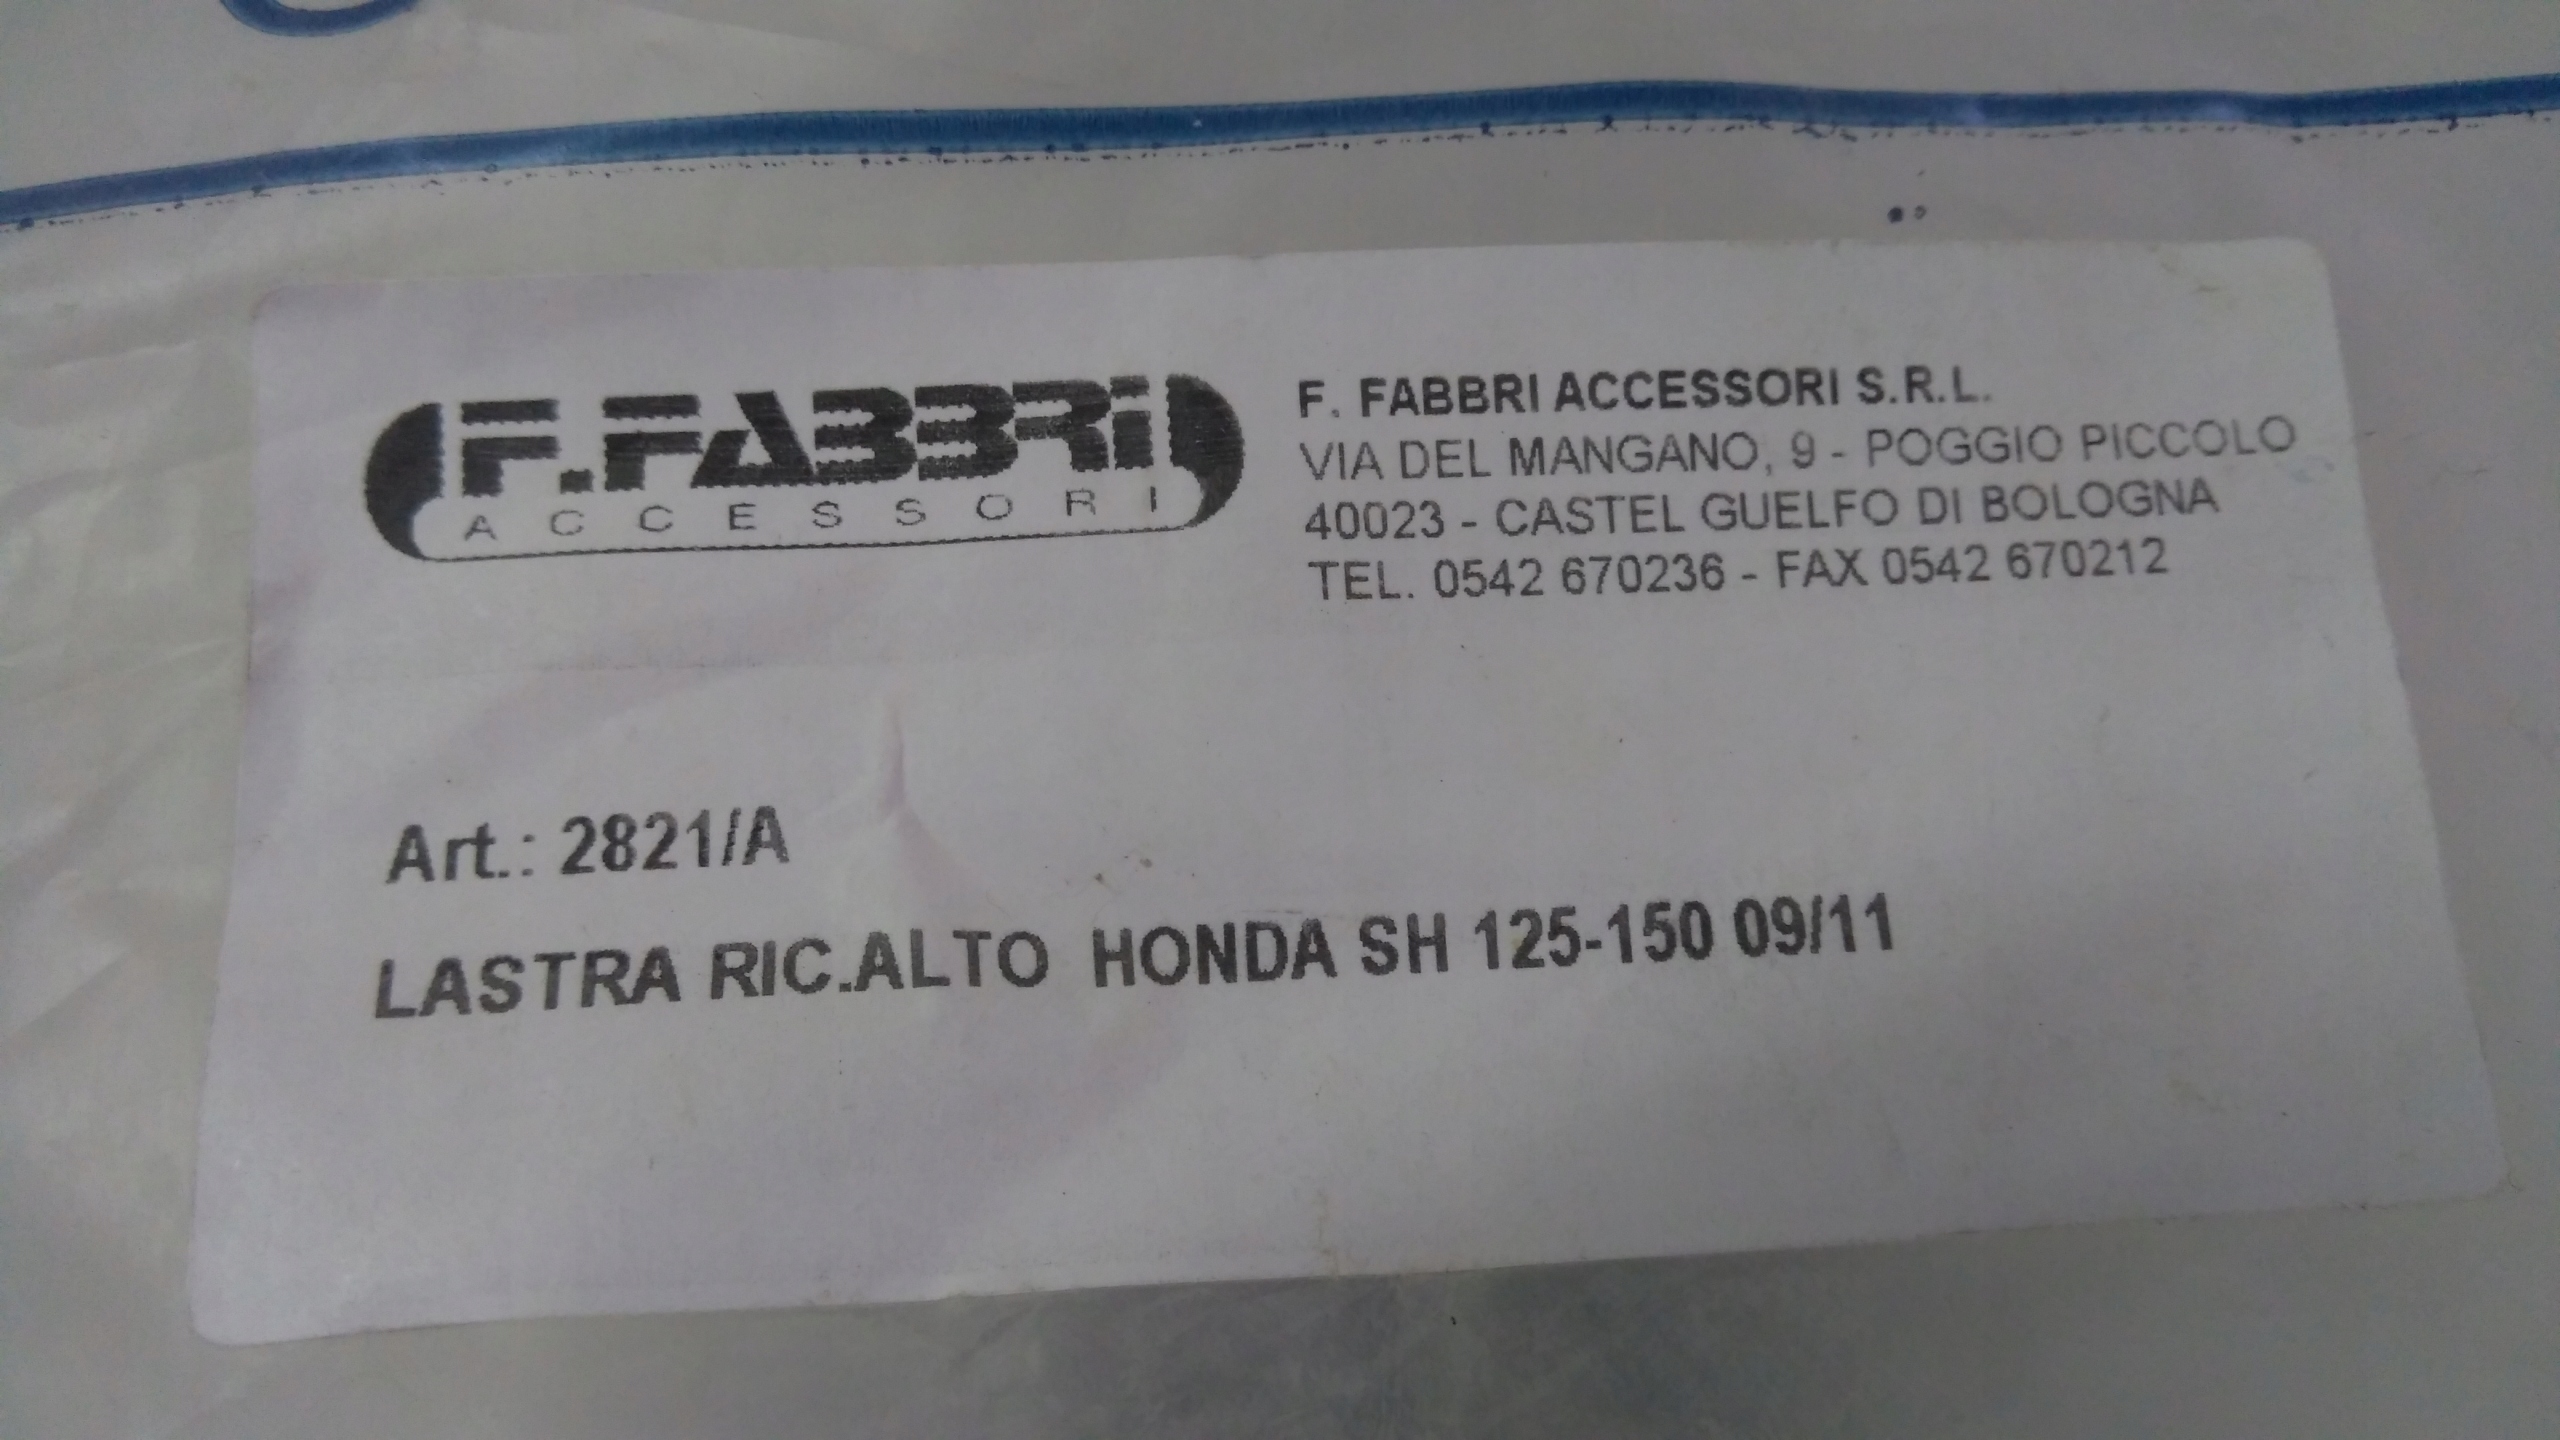 F.FABBRI
ACCESSORI
F. FABBRI ACCESSORI S.R.L.
VIA DEL MANGANO, 9 - POGGIO PICCOLO
40023 - CASTEL GUELFO DI BOLOGNA
TEL. 0542 670236 - FAX 0542 670212
Art.: 2821/A
LASTRA RIC.ALTO HONDA SH 125-150 09/11